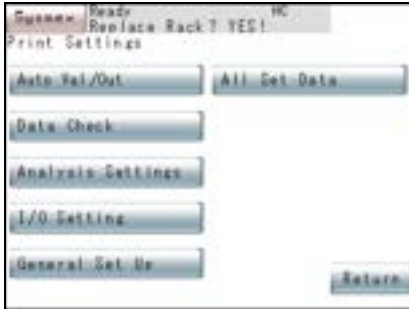 Sysmex Ready HC
Replace Rack? YES!
Print Settings
Auto Val/Out All Set Data
Data Check
Analysis Settings
I/O Setting
General Set Up
Return